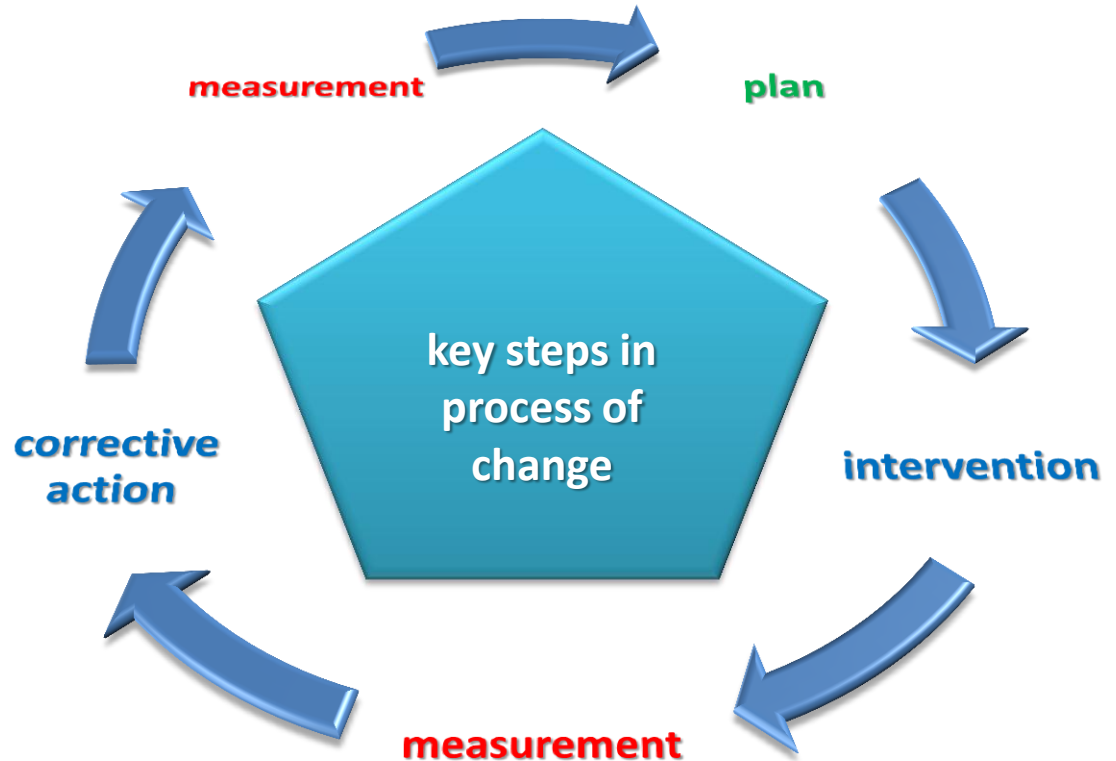 measurement
plan
key steps in
process of
change
corrective
action
intervention
measurement